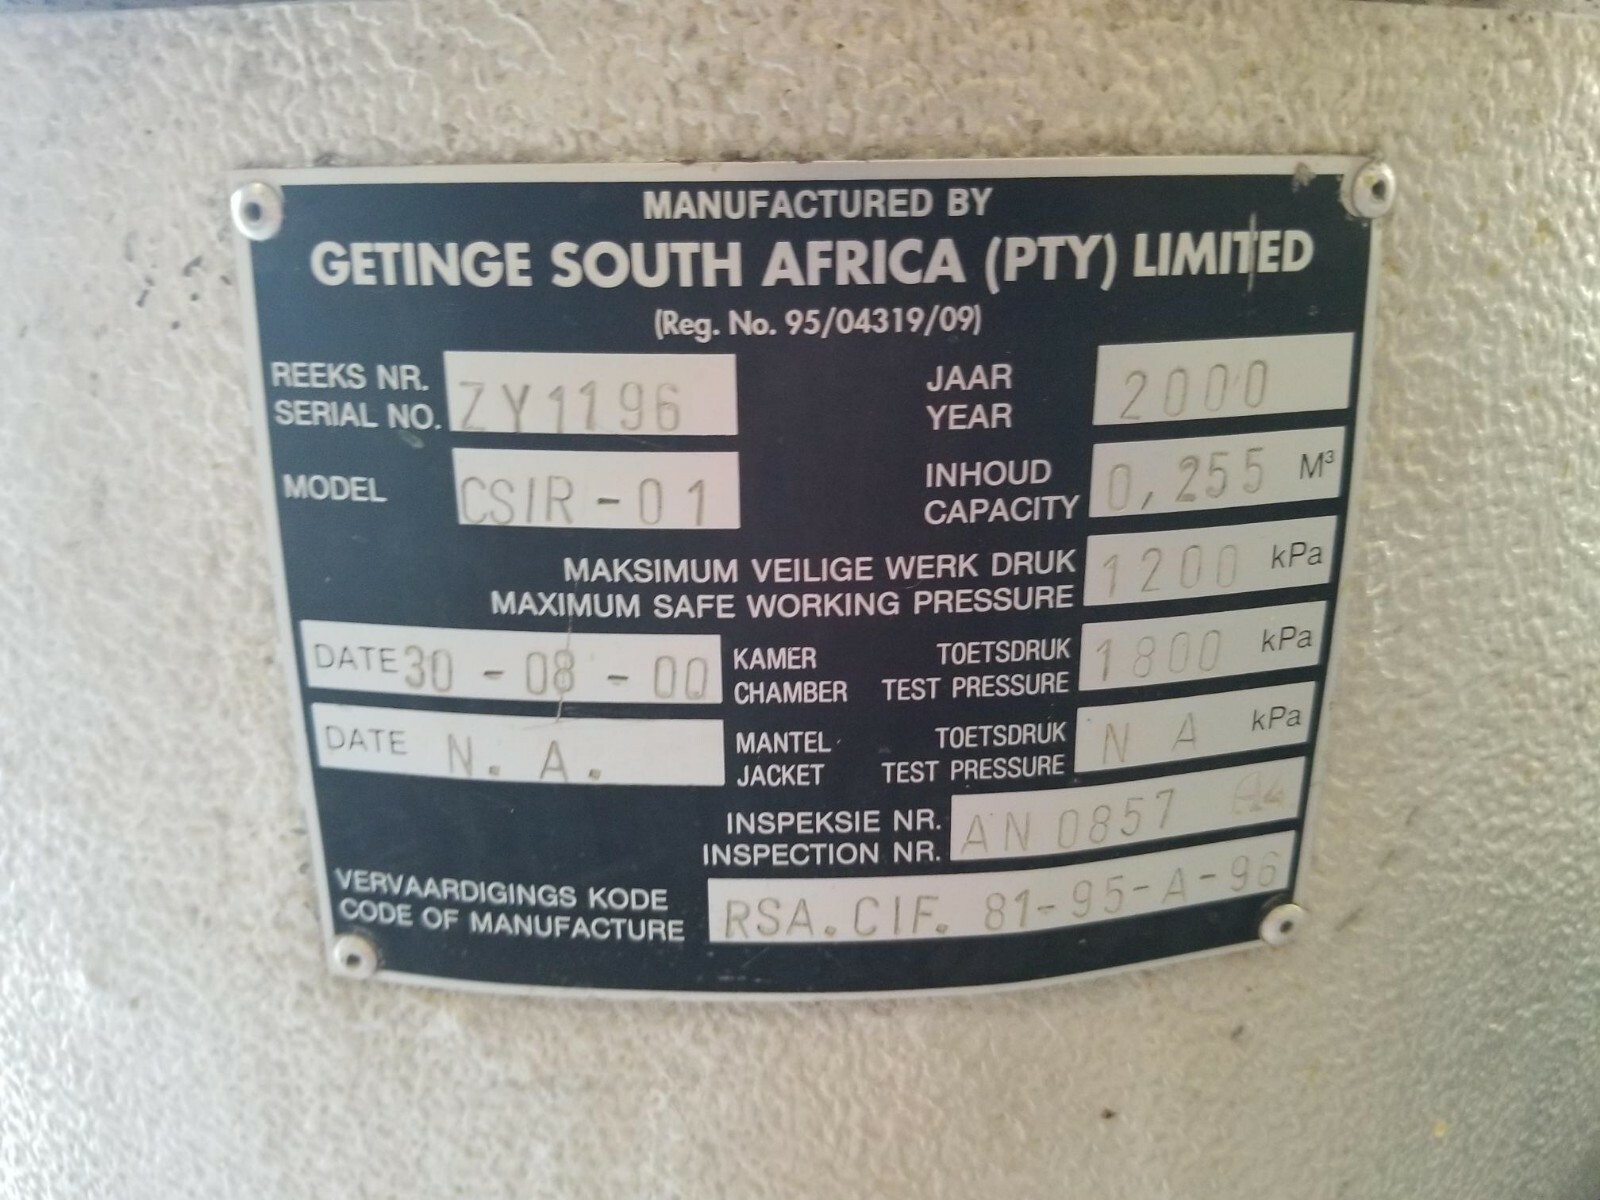 MANUFACTURED BY
GETINGE SOUTH AFRICA (PTY) LIMITED
(Reg. No. 95/04319/09)
REEKS NR.
SERIAL NO. ZY1196
JAAR
YEAR 2000
MODEL CSIR-01
INHOUD
CAPACITY 0,255 M³
MAKSIMUM VEILIGE WERK DRUK
MAXIMUM SAFE WORKING PRESSURE 1200 kPa
DATE 30-08-00 KAMER TOETSDRUK
CHAMBER TEST PRESSURE 1800 kPa
DATE N.A. MANTEL TOETSDRUK
JACKET TEST PRESSURE N A kPa
INSPEKSIE NR.
INSPECTION NR. AN 0857
VERVAARDIGINGS KODE
CODE OF MANUFACTURE RSA.CIF. 81-95-A-96